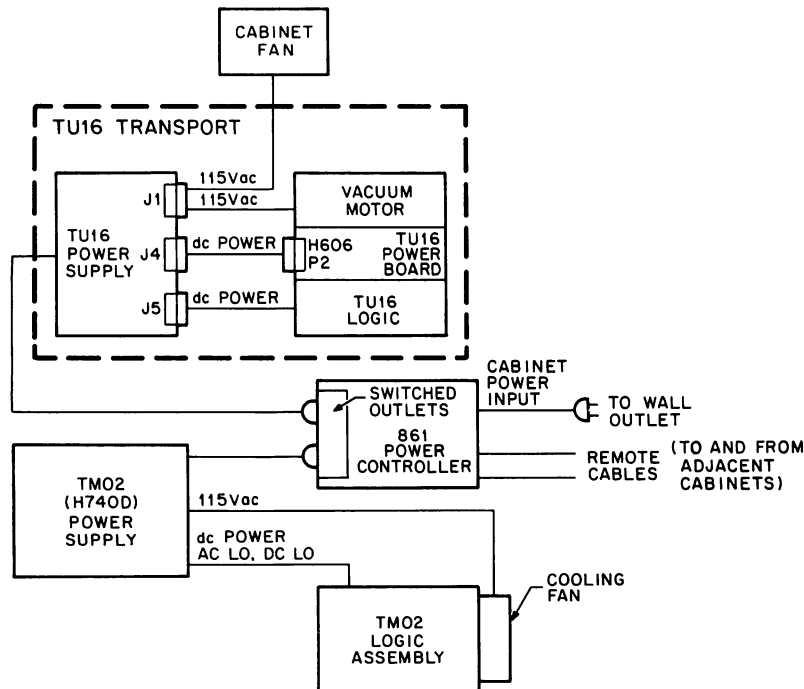 CABINET
FAN
TU16 TRANSPORT
115Vac
J1
115Vac
VACUUM
MOTOR
TU16
POWER
SUPPLY
J4
dc POWER
H606
P2
TU16
POWER
BOARD
J5
dc POWER
TU16
LOGIC
CABINET
POWER
INPUT
SWITCHED
OUTLETS
861
POWER
CONTROLLER
TO WALL
OUTLET
REMOTE
CABLES
(TO AND FROM
ADJACENT
CABINETS)
TM02
(H740D)
POWER
SUPPLY
115Vac
dc POWER
AC LO, DC LO
COOLING
FAN
TM02
LOGIC
ASSEMBLY